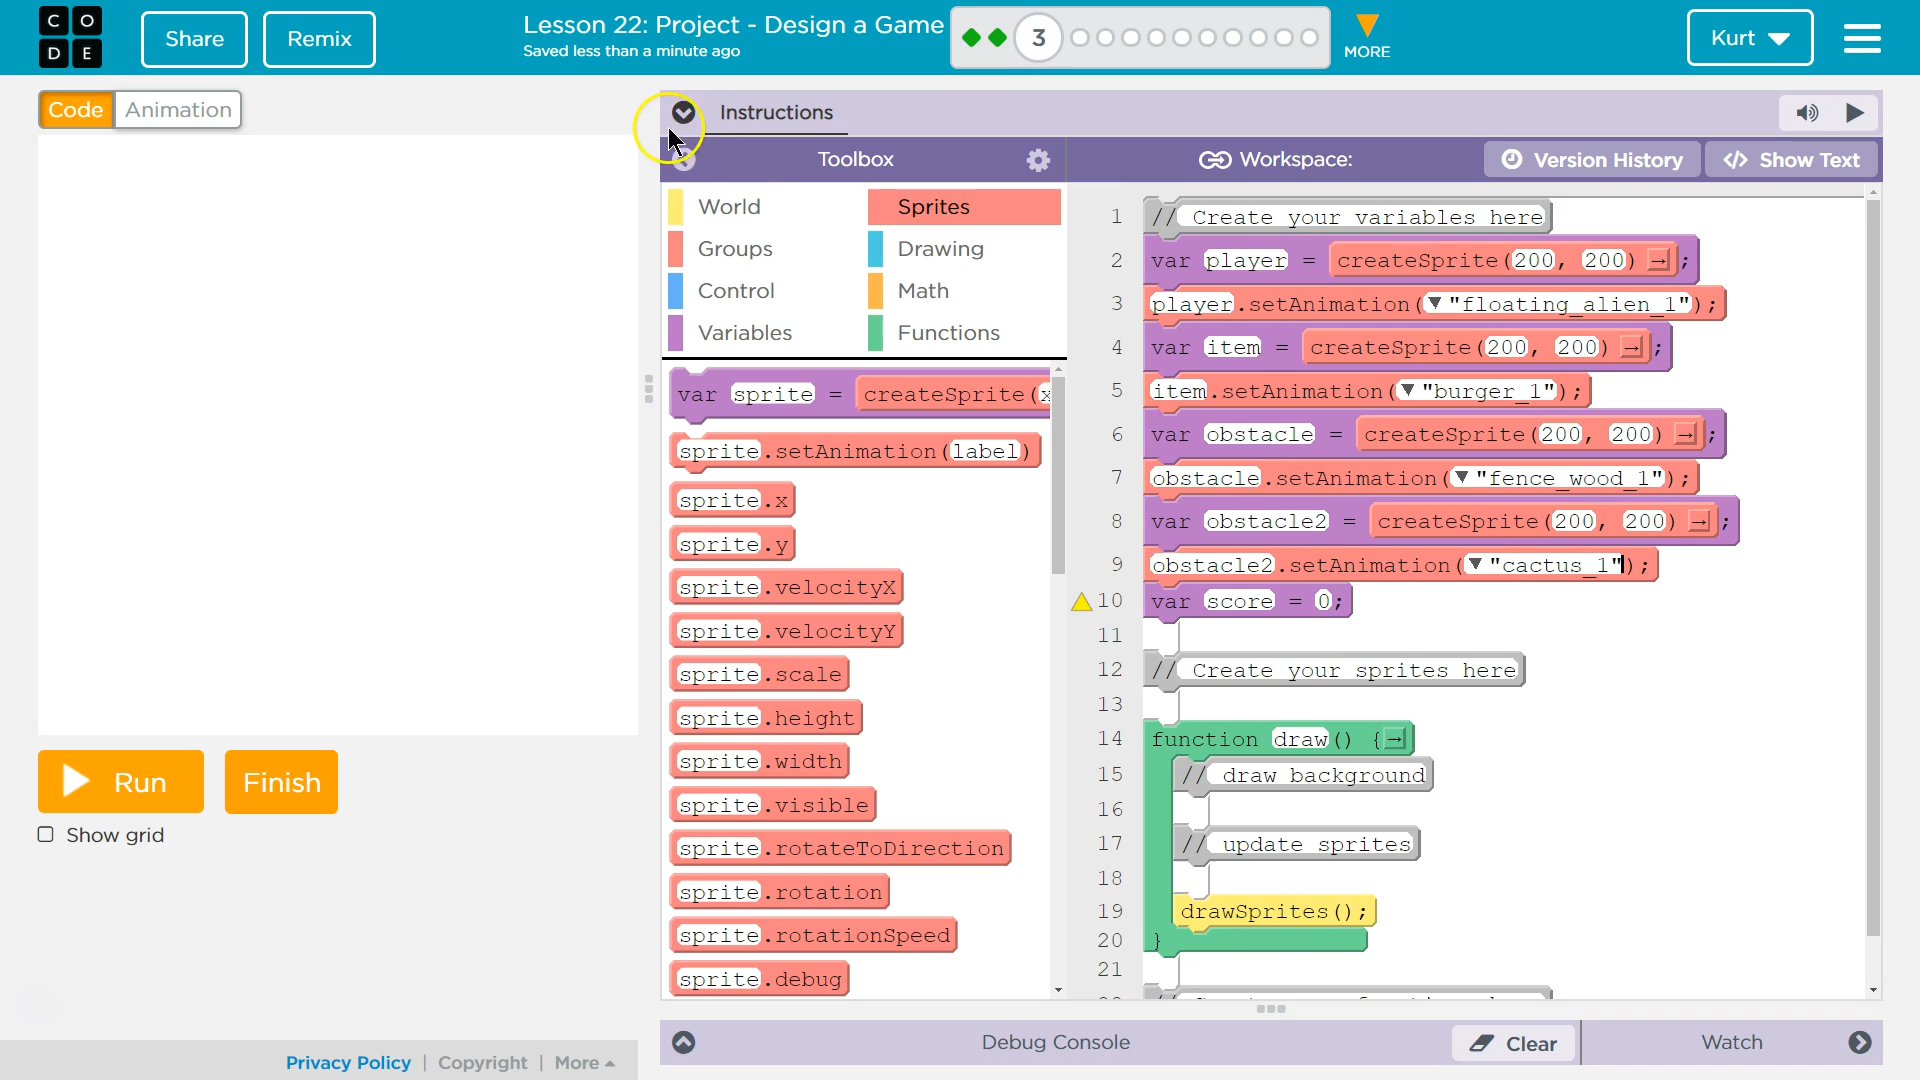 C O
D E
Share
Remix
Lesson 22: Project - Design a Game
Saved less than a minute ago
3
MORE
Kurt
Code
Animation
Instructions
Toolbox
Workspace:
Version History
</> Show Text
World
Sprites
Groups
Drawing
Control
Math
Variables
Functions
var sprite = createSprite(x
sprite.setAnimation(label)
sprite.x
sprite.y
sprite.velocityX
sprite.velocityY
sprite.scale
sprite.height
sprite.width
sprite.visible
sprite.rotateToDirection
sprite.rotation
sprite.rotationSpeed
sprite.debug
1 // Create your variables here
2 var player = createSprite(200, 200) → ;
3 player.setAnimation(▼ "floating_alien_1");
4 var item = createSprite(200, 200) → ;
5 item.setAnimation(▼ "burger_1");
6 var obstacle = createSprite(200, 200) → ;
7 obstacle.setAnimation(▼ "fence_wood_1");
8 var obstacle2 = createSprite(200, 200) → ;
9 obstacle2.setAnimation(▼ "cactus_1");
10 var score = 0;
11
12 // Create your sprites here
13
14 function draw() { →
15 // draw background
16
17 // update sprites
18
19 drawSprites();
20 }
21
Run
Finish
Show grid
Debug Console
Clear
Watch
Privacy Policy | Copyright | More